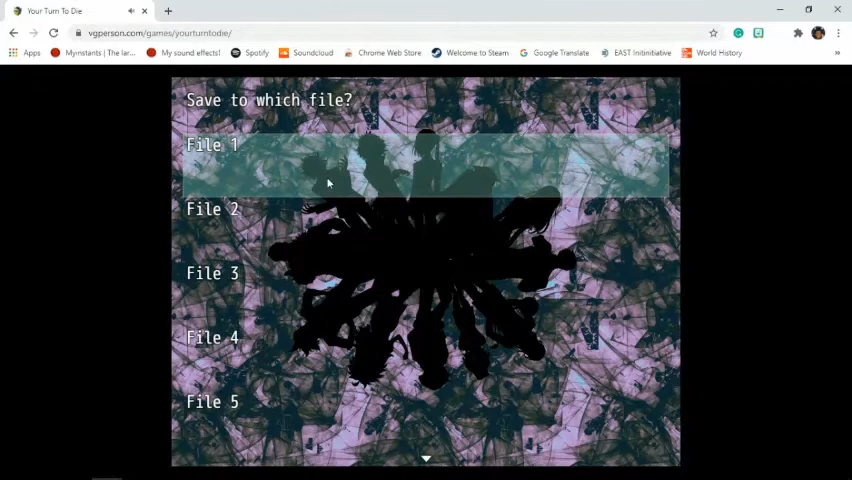 Your Turn To Die
vgperson.com/games/yourturntodie/
Apps
Myinstants | The lar...
My sound effects!
Spotify
Soundcloud
Chrome Web Store
Welcome to Steam
Google Translate
EAST Initinitiative
World History
Save to which file?
File 1
File 2
File 3
File 4
File 5